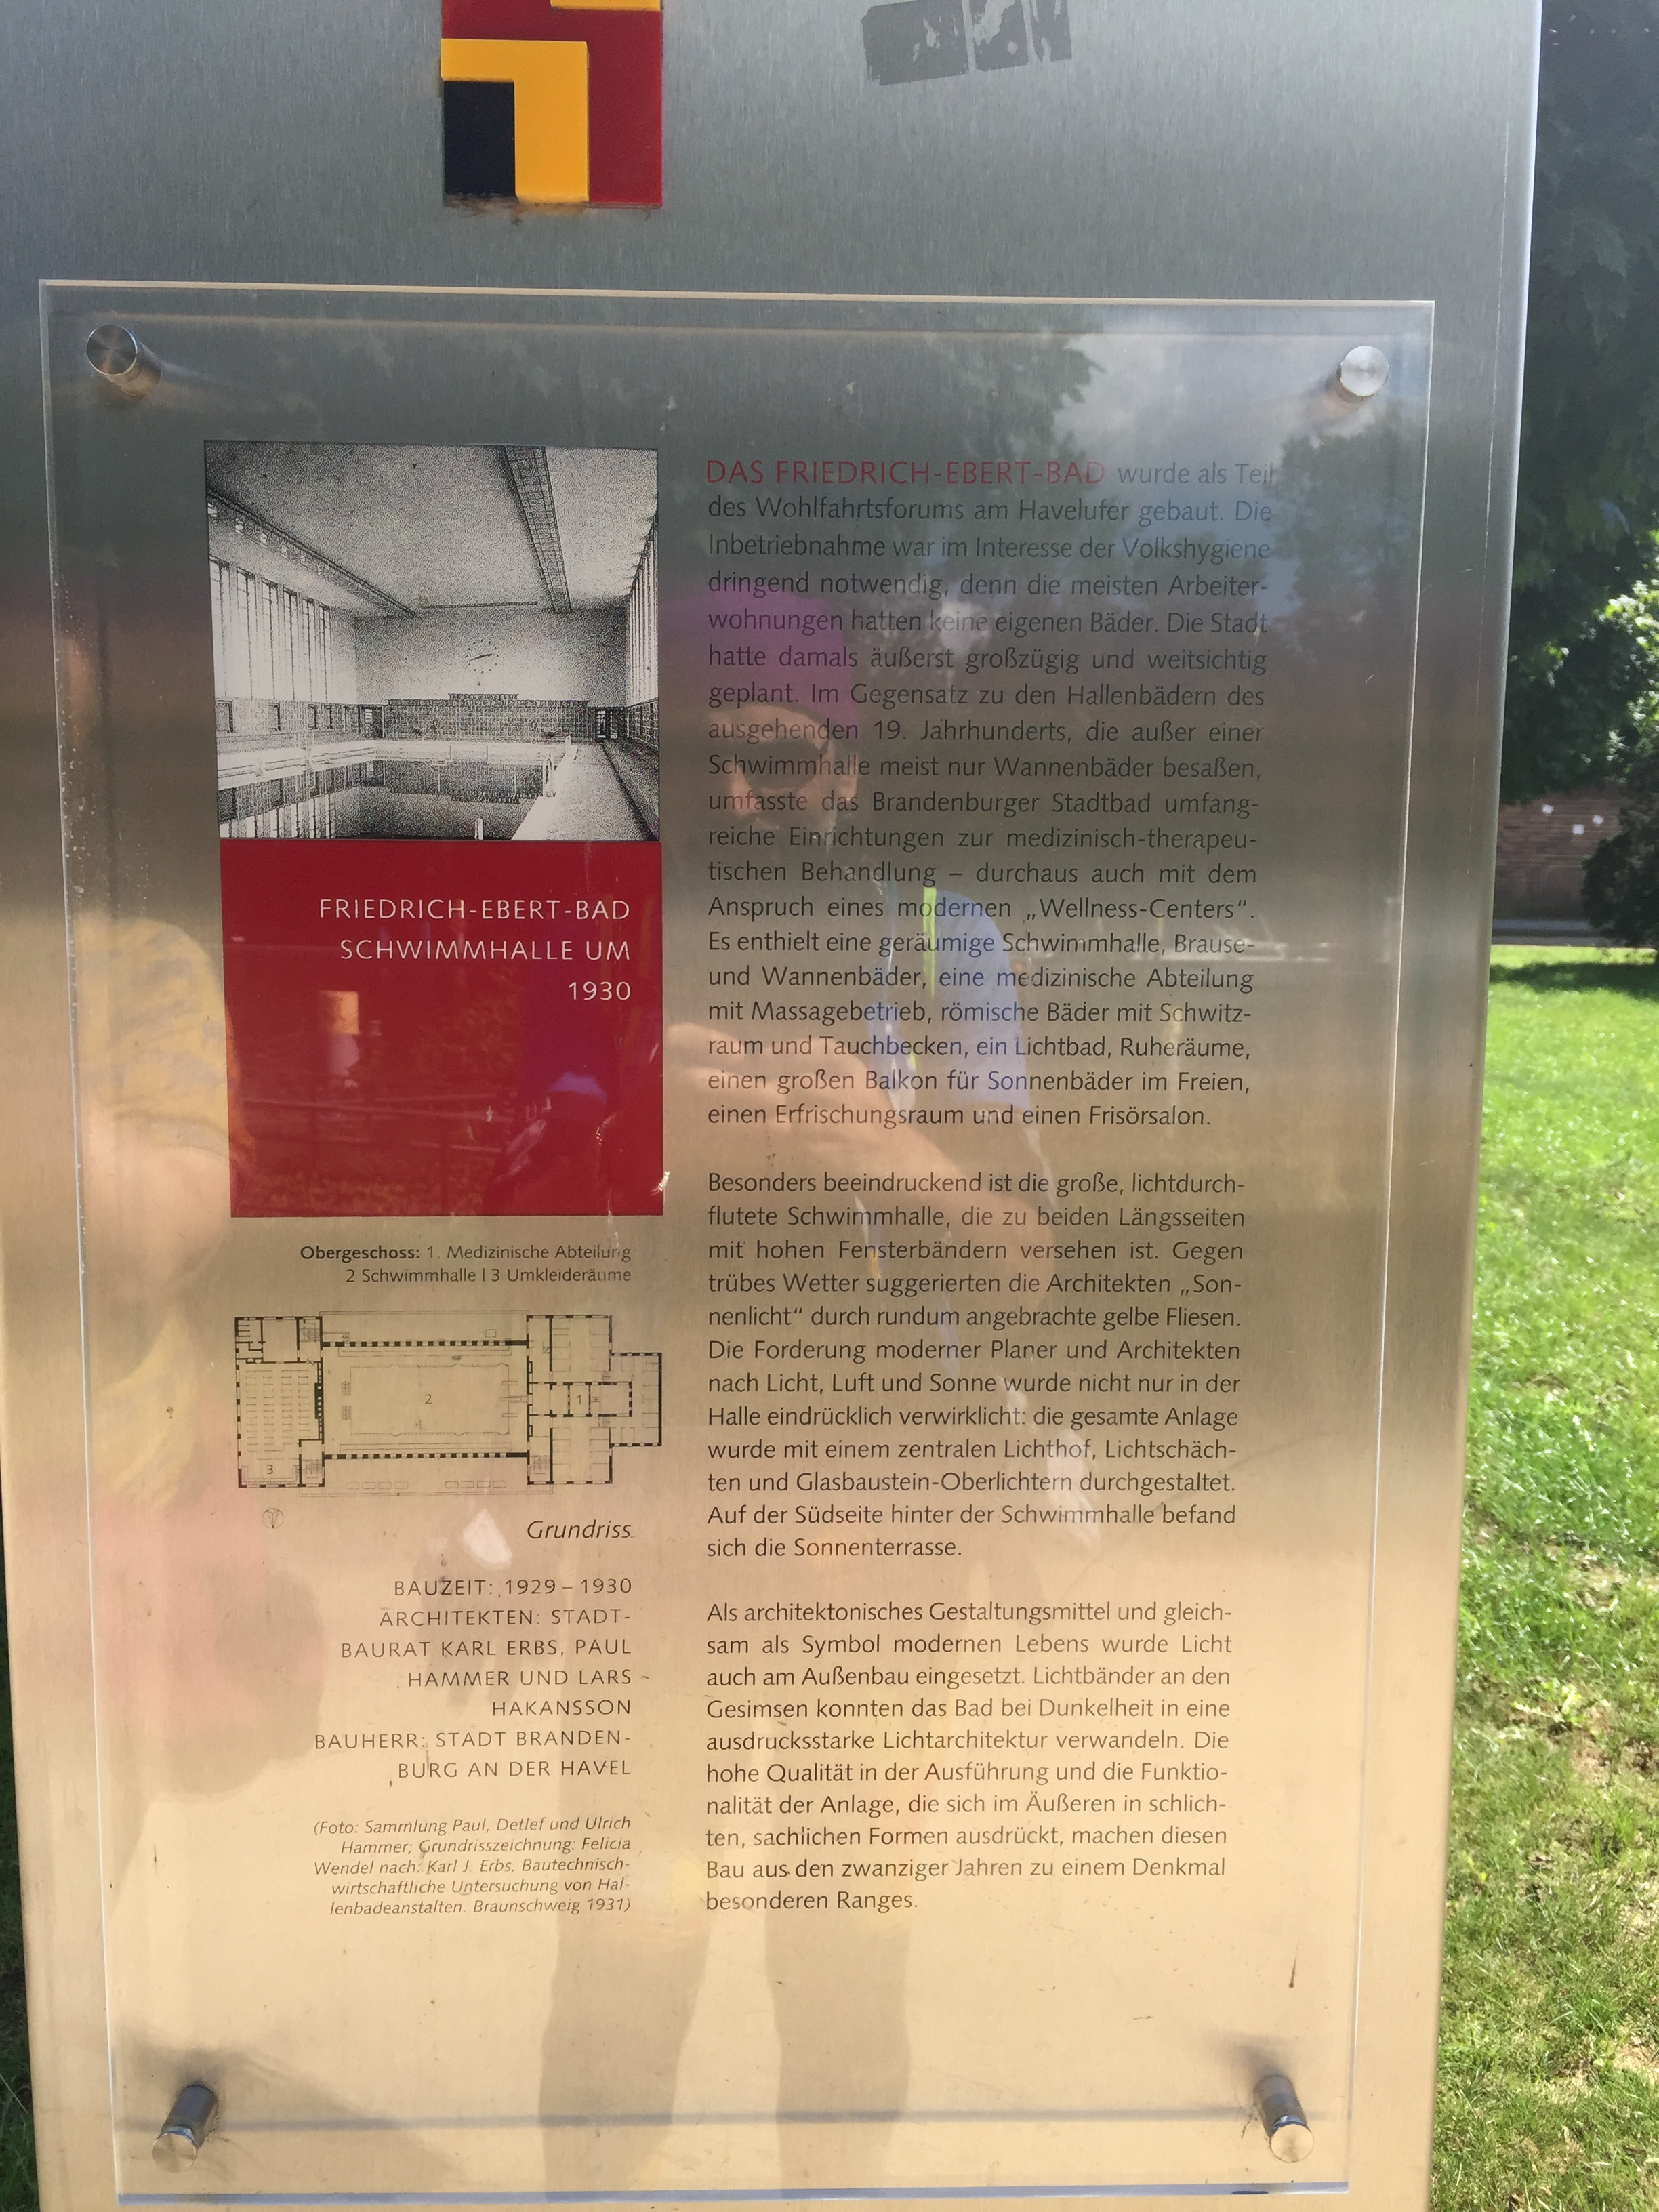 FRIEDRICH-EBERT-BAD
SCHWIMMHALLE UM
1930
Obergeschoss: 1. Medizinische Abteilung
2 Schwimmhalle | 3 Umkleideräume
2
1
3
Grundriss
BAUZEIT: 1929 – 1930
ARCHITEKTEN: STADT-
BAURAT KARL ERBS, PAUL
HAMMER UND LARS
HAKANSSON
BAUHERR: STADT BRANDEN-
BURG AN DER HAVEL
(Foto: Sammlung Paul, Detlef und Ulrich
Hammer; Grundrisszeichnung: Felicia
Wendel nach: Karl J. Erbs, Bautechnisch-
wirtschaftliche Untersuchung von Hal-
lenbadeanstalten. Braunschweig 1931)
DAS FRIEDRICH-EBERT-BAD wurde als Teil
des Wohlfahrtsforums am Havelufer gebaut. Die
Inbetriebnahme war im Interesse der Volkshygiene
dringend notwendig, denn die meisten Arbeiter-
wohnungen hatten keine eigenen Bäder. Die Stadt
hatte damals äußerst großzügig und weitsichtig
geplant. Im Gegensatz zu den Hallenbädern des
ausgehenden 19. Jahrhunderts, die außer einer
Schwimmhalle meist nur Wannenbäder besaßen,
umfasste das Brandenburger Stadtbad umfang-
reiche Einrichtungen zur medizinisch-therapeu-
tischen Behandlung – durchaus auch mit dem
Anspruch eines modernen „Wellness-Centers“.
Es enthielt eine geräumige Schwimmhalle, Brause-
und Wannenbäder, eine medizinische Abteilung
mit Massagebetrieb, römische Bäder mit Schwitz-
raum und Tauchbecken, ein Lichtbad, Ruheräume,
einen großen Balkon für Sonnenbäder im Freien,
einen Erfrischungsraum und einen Frisörsalon.
Besonders beeindruckend ist die große, lichtdurch-
flutete Schwimmhalle, die zu beiden Längsseiten
mit hohen Fensterbändern versehen ist. Gegen
trübes Wetter suggerierten die Architekten „Son-
nenlicht“ durch rundum angebrachte gelbe Fliesen.
Die Forderung moderner Planer und Architekten
nach Licht, Luft und Sonne wurde nicht nur in der
Halle eindrücklich verwirklicht: die gesamte Anlage
wurde mit einem zentralen Lichthof, Lichtschäch-
ten und Glasbaustein-Oberlichtern durchgestaltet.
Auf der Südseite hinter der Schwimmhalle befand
sich die Sonnenterrasse.
Als architektonisches Gestaltungsmittel und gleich-
sam als Symbol modernen Lebens wurde Licht
auch am Außenbau eingesetzt. Lichtbänder an den
Gesimsen konnten das Bad bei Dunkelheit in eine
ausdrucksstarke Lichtarchitektur verwandeln. Die
hohe Qualität in der Ausführung und die Funktio-
nalität der Anlage, die sich im Äußeren in schlich-
ten, sachlichen Formen ausdrückt, machen diesen
Bau aus den zwanziger Jahren zu einem Denkmal
besonderen Ranges.